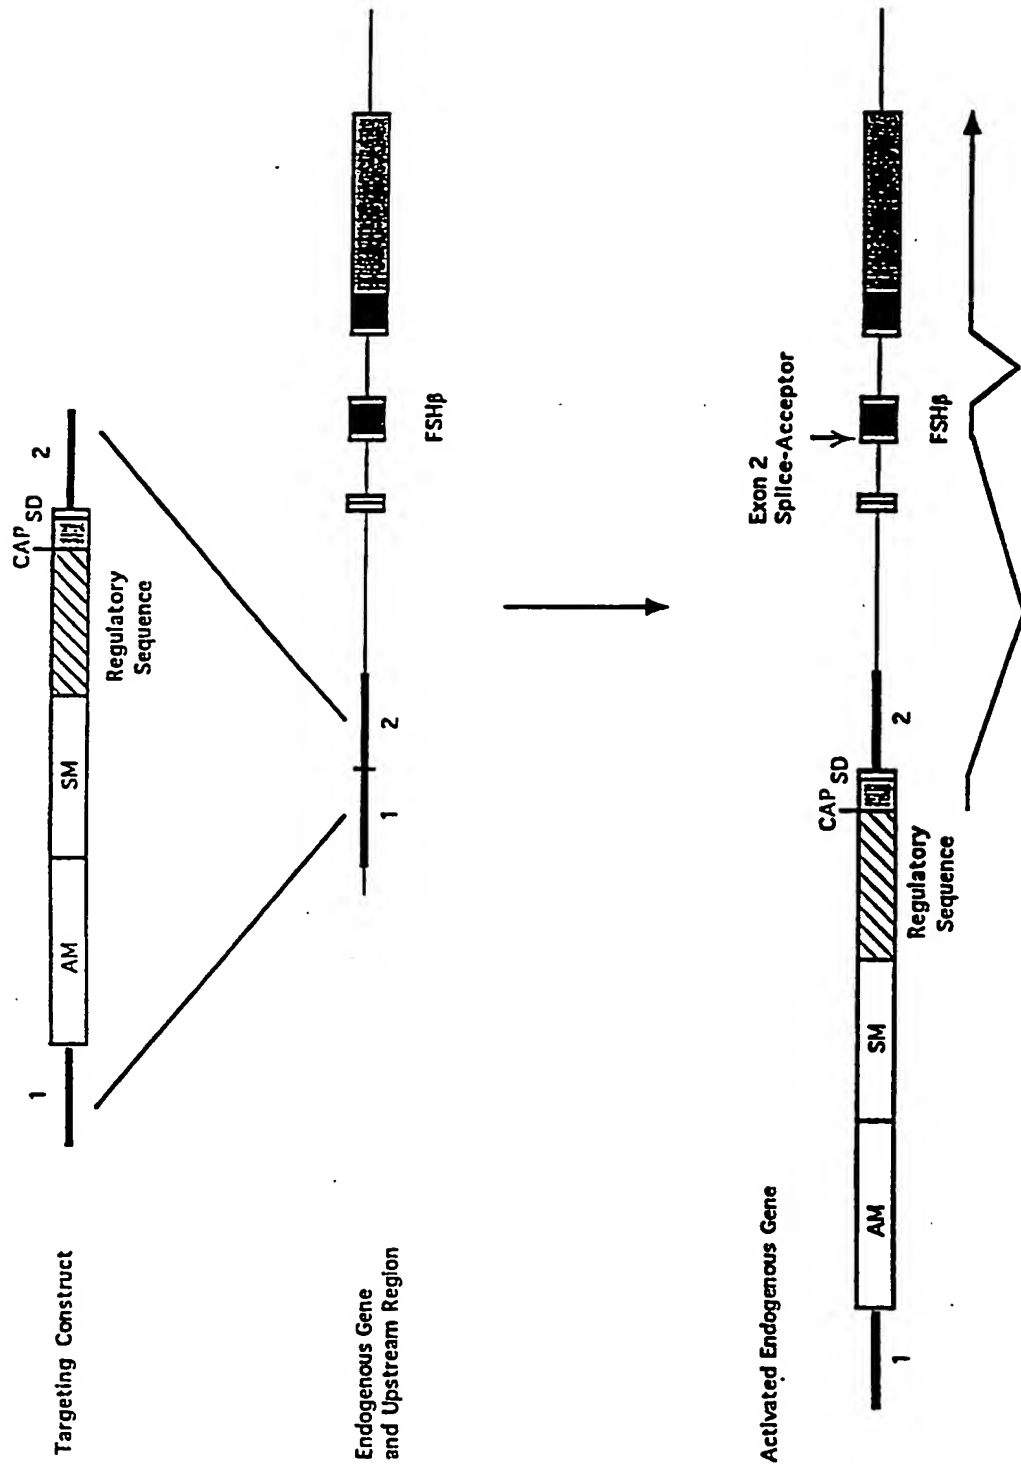 Targeting Construct
1
AM
SM
Regulatory
Sequence
CAP
SD
2
Endogenous Gene
and Upstream Region
1
2
FSHβ
Activated Endogenous Gene
1
AM
SM
Regulatory
Sequence
CAP
SD
2
Exon 2
Splice-Acceptor
FSHβ